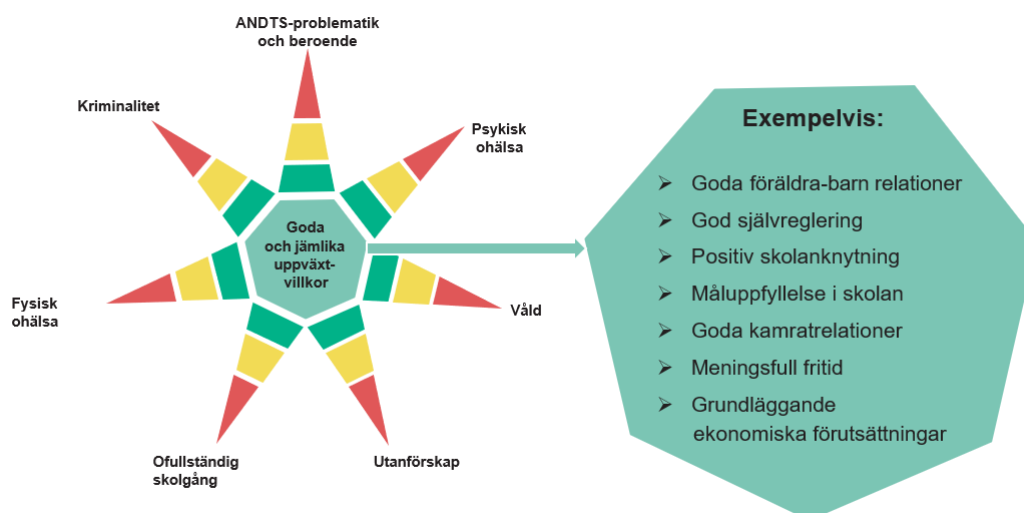 ANDTS-problematik
och beroende
Kriminalitet
Psykisk
ohälsa
Goda
och jämlika
uppväxt-
villkor
Fysisk
ohälsa
Våld
Ofullständig
skolgång
Utanförskap
Exempelvis:
➢ Goda föräldra-barn relationer
➢ God självreglering
➢ Positiv skolanknytning
➢ Måluppfyllelse i skolan
➢ Goda kamratrelationer
➢ Meningsfull fritid
➢ Grundläggande
ekonomiska förutsättningar